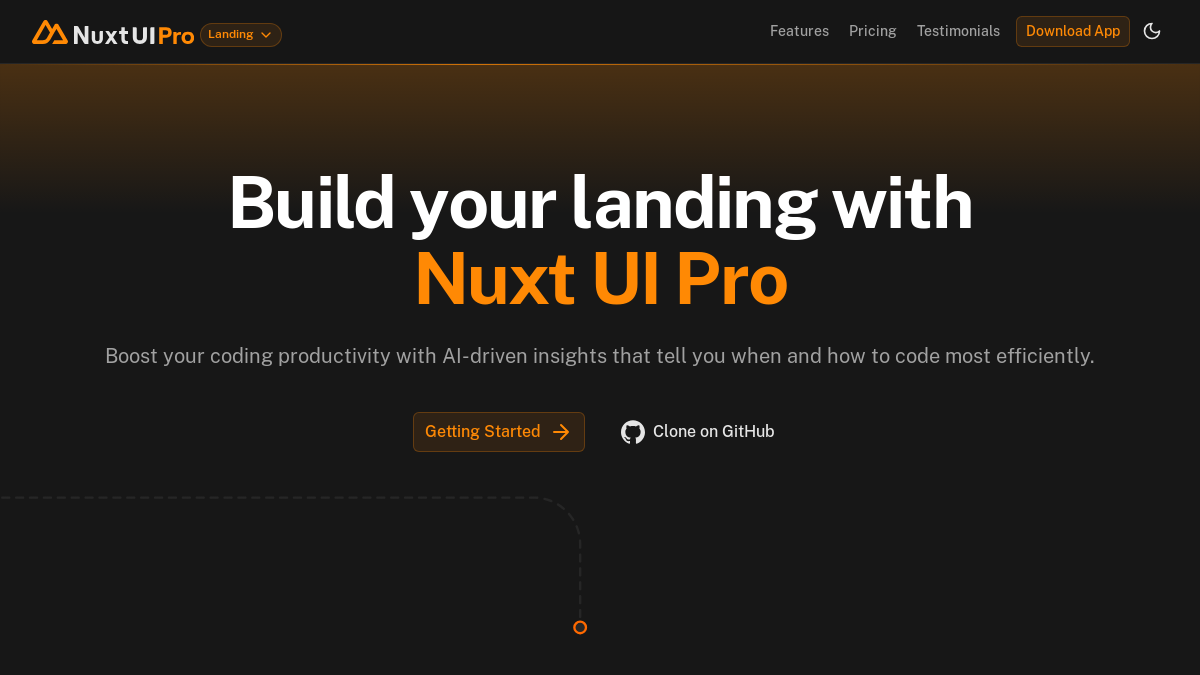 Nuxt UI Pro
Landing
Features
Pricing
Testimonials
Download App
Build your landing with
Nuxt UI Pro
Boost your coding productivity with AI-driven insights that tell you when and how to code most efficiently.
Getting Started
Clone on GitHub